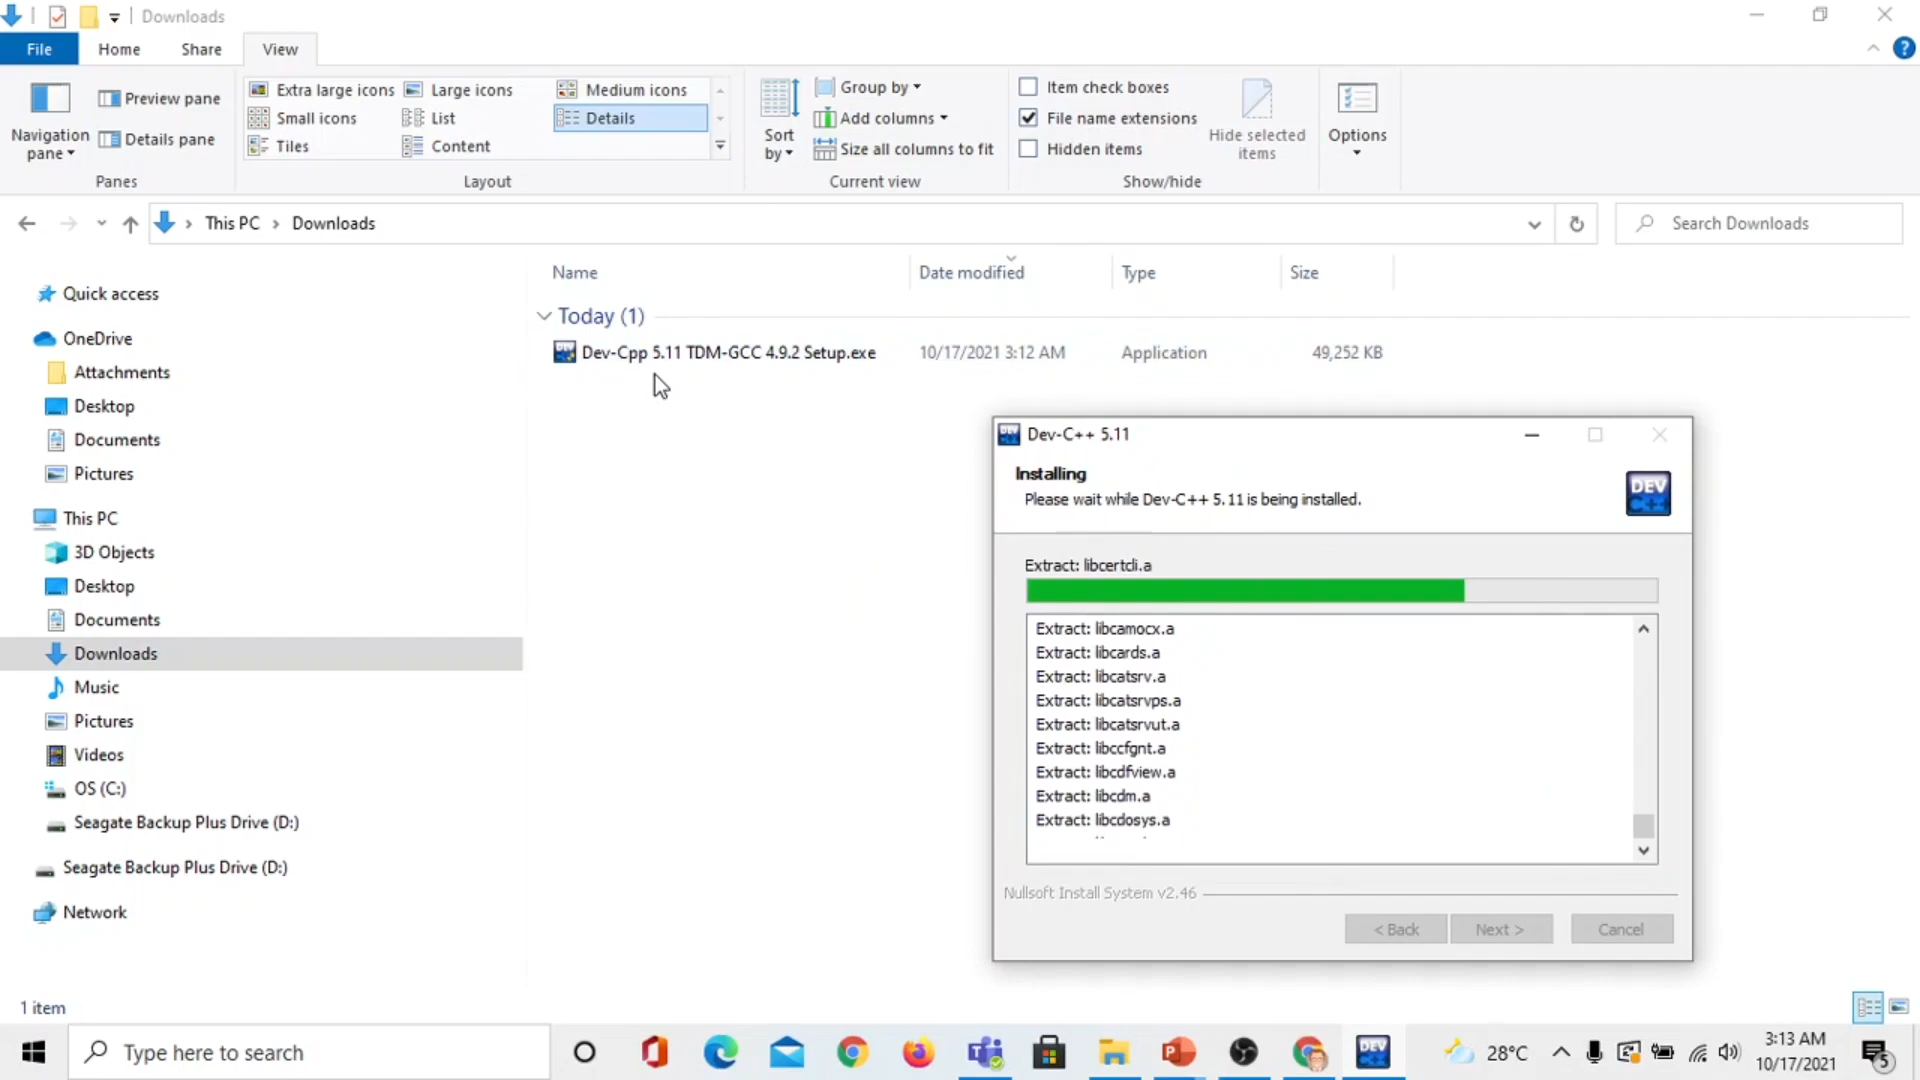 Downloads
File Home Share View
Navigation pane
Preview pane
Details pane
Panes
Extra large icons Large icons Medium icons
Small icons List Details
Tiles Content
Layout
Sort by
Group by
Add columns
Size all columns to fit
Current view
Item check boxes
File name extensions
Hidden items
Hide selected items
Show/hide
Options
This PC > Downloads
Search Downloads
Name Date modified Type Size
Today (1)
Dev-Cpp 5.11 TDM-GCC 4.9.2 Setup.exe 10/17/2021 3:12 AM Application 49,252 KB
Quick access
OneDrive
Attachments
Desktop
Documents
Pictures
This PC
3D Objects
Desktop
Documents
Downloads
Music
Pictures
Videos
OS (C:)
Seagate Backup Plus Drive (D:)
Seagate Backup Plus Drive (D:)
Network
1 item
Dev-C++ 5.11
Installing
Please wait while Dev-C++ 5.11 is being installed.
DEV
C++
Extract: libcertcli.a
Extract: libcamocx.a
Extract: libcards.a
Extract: libcatsrv.a
Extract: libcatsrvps.a
Extract: libcatsrvut.a
Extract: libccfgnt.a
Extract: libcdfview.a
Extract: libcdm.a
Extract: libcdosys.a
Nullsoft Install System v2.46
< Back Next > Cancel
Type here to search
DEV
28°C
3:13 AM
10/17/2021
5